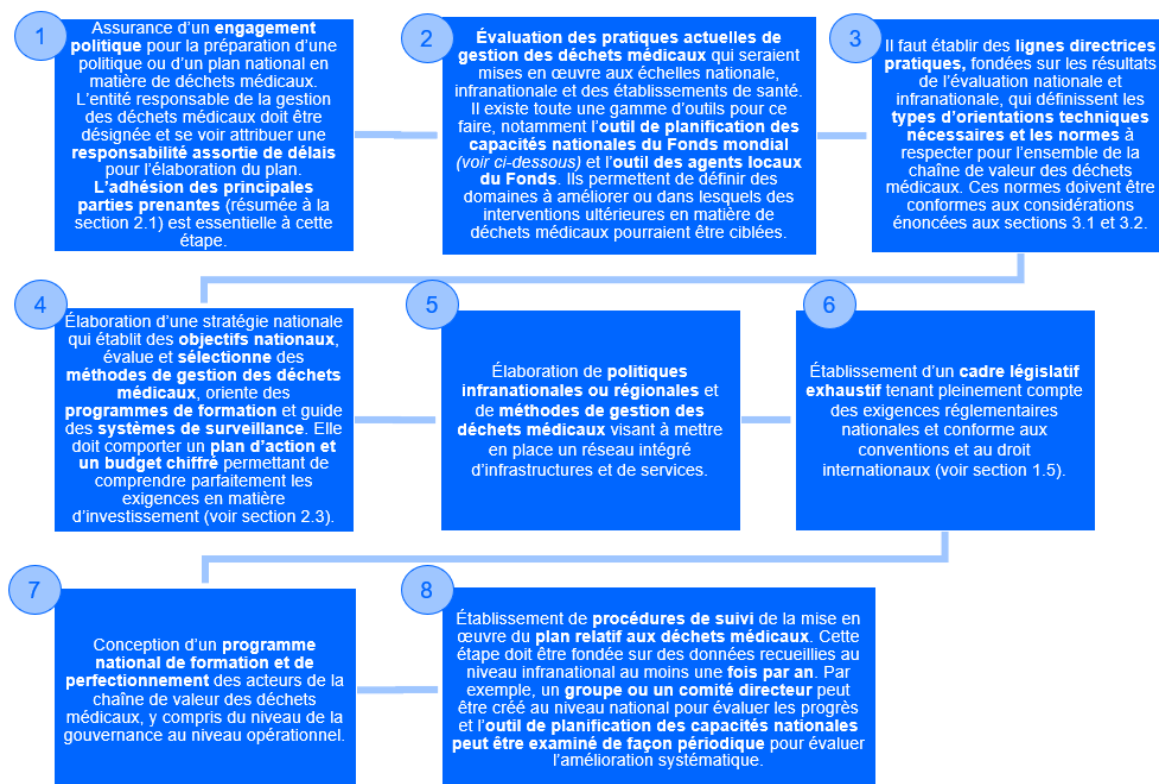 1
Assurance d’un engagement
politique pour la préparation d’une
politique ou d’un plan national en
matière de déchets médicaux.
L’entité responsable de la gestion
des déchets médicaux doit être
désignée et se voir attribuer une
responsabilité assortie de délais
pour l’élaboration du plan.
L’adhésion des principales
parties prenantes (résumée à la
section 2.1) est essentielle à cette
étape.
2
Évaluation des pratiques actuelles de
gestion des déchets médicaux qui seraient
mises en œuvre aux échelles nationale,
infranationale et des établissements de santé.
Il existe toute une gamme d’outils pour ce
faire, notamment l’outil de planification des
capacités nationales du Fonds mondial
(voir ci-dessous) et l’outil des agents locaux
du Fonds. Ils permettent de définir des
domaines à améliorer ou dans lesquels des
interventions ultérieures en matière de
déchets médicaux pourraient être ciblées.
3
Il faut établir des lignes directrices
pratiques, fondées sur les résultats
de l’évaluation nationale et
infranationale, qui définissent les
types d’orientations techniques
nécessaires et les normes à
respecter pour l’ensemble de la
chaîne de valeur des déchets
médicaux. Ces normes doivent être
conformes aux considérations
énoncées aux sections 3.1 et 3.2.
4
Élaboration d’une stratégie nationale
qui établit des objectifs nationaux,
évalue et sélectionne des
méthodes de gestion des déchets
médicaux, oriente des
programmes de formation et guide
des systèmes de surveillance. Elle
doit comporter un plan d’action et
un budget chiffré permettant de
comprendre parfaitement les
exigences en matière
d’investissement (voir section 2.3).
5
Élaboration de politiques
infranationales ou régionales et
de méthodes de gestion des
déchets médicaux visant à mettre
en place un réseau intégré
d’infrastructures et de services.
6
Établissement d’un cadre législatif
exhaustif tenant pleinement compte
des exigences réglementaires
nationales et conforme aux
conventions et au droit
internationaux (voir section 1.5).
7
Conception d’un programme
national de formation et de
perfectionnement des acteurs de la
chaîne de valeur des déchets
médicaux, y compris du niveau de la
gouvernance au niveau opérationnel.
8
Établissement de procédures de suivi de la mise en
œuvre du plan relatif aux déchets médicaux. Cette
étape doit être fondée sur des données recueillies au
niveau infranational au moins une fois par an. Par
exemple, un groupe ou un comité directeur peut
être créé au niveau national pour évaluer les progrès
et l’outil de planification des capacités nationales
peut être examiné de façon périodique pour évaluer
l’amélioration systématique.